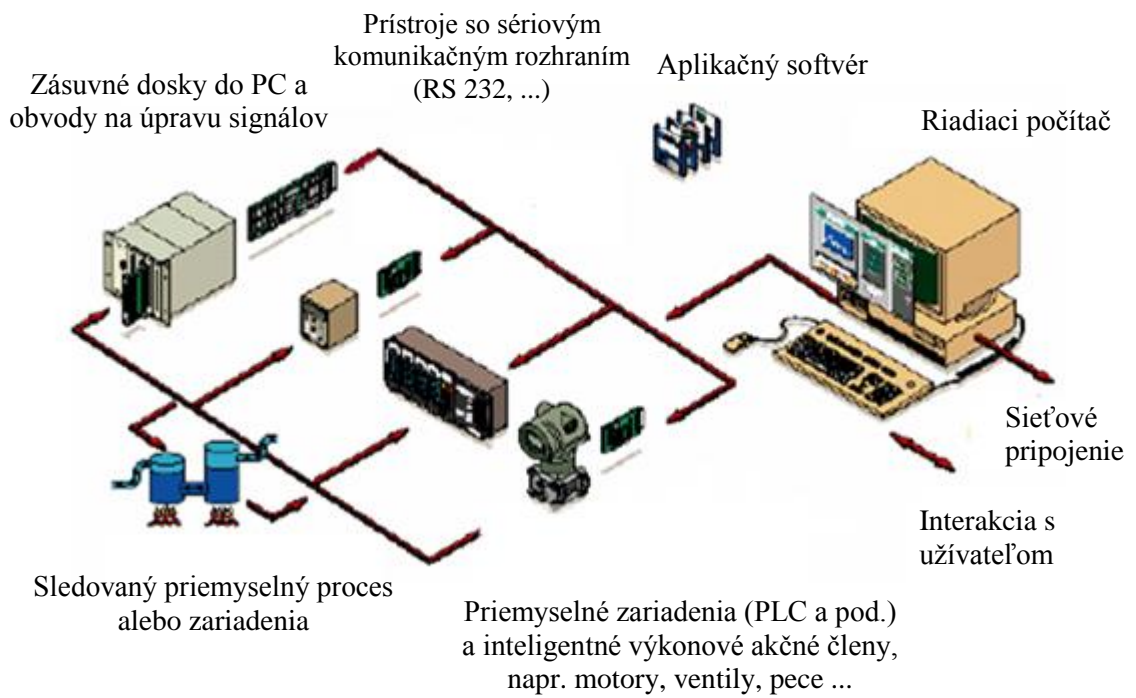 Prístroje so sériovým
komunikačným rozhraním
(RS 232, ...)
Aplikačný softvér
Zásuvné dosky do PC a
obvody na úpravu signálov
Riadiaci počítač
Sieťové
pripojenie
Interakcia s
užívateľom
Sledovaný priemyselný proces
alebo zariadenia
Priemyselné zariadenia (PLC a pod.)
a inteligentné výkonové akčné členy,
napr. motory, ventily, pece ...